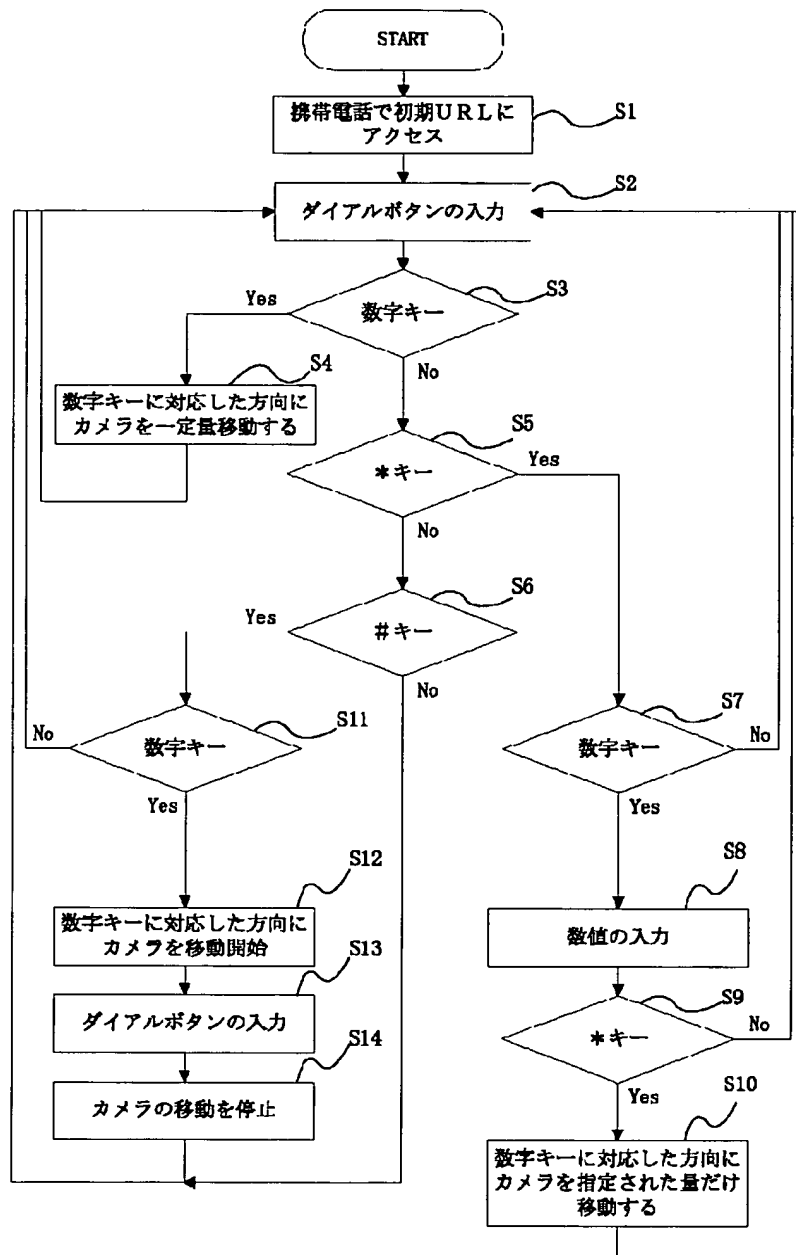 START
携帯電話で初期ＵＲＬに
アクセス
S1
ダイアルボタンの入力
S2
数字キー
S3
Yes
No
数字キーに対応した方向に
カメラを一定量移動する
S4
＊キー
S5
Yes
No
＃キー
S6
Yes
No
数字キー
S11
No
Yes
数字キー
S7
No
Yes
数字キーに対応した方向に
カメラを移動開始
S12
数値の入力
S8
ダイアルボタンの入力
S13
＊キー
S9
No
Yes
カメラの移動を停止
S14
数字キーに対応した方向に
カメラを指定された量だけ
移動する
S10